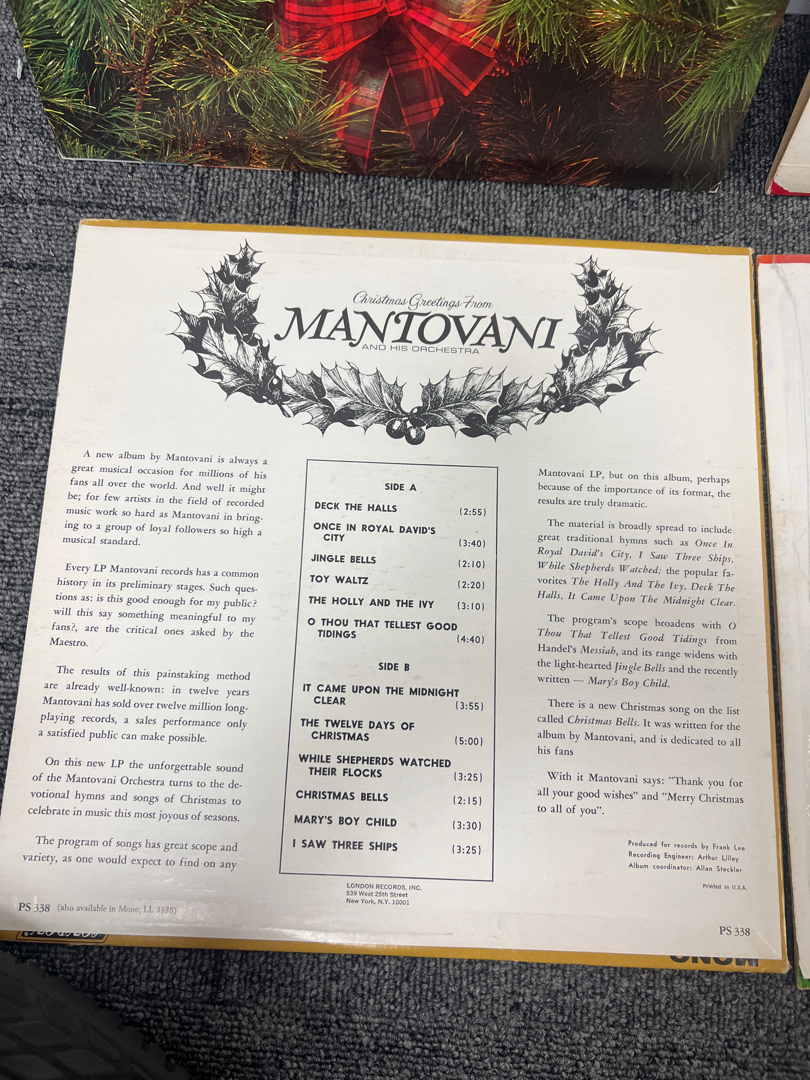 Christmas Greetings From
MANTOVANI
AND HIS ORCHESTRA
A new album by Mantovani is always a
great musical occasion for millions of his
fans all over the world. And well it might
be; for few artists in the field of recorded
music work so hard as Mantovani in bring-
ing to a group of loyal followers so high a
musical standard.
Every LP Mantovani records has a common
history in its preliminary stages. Such ques-
tions as: is this good enough for my public?
will this say something meaningful to my
fans?, are the critical ones asked by the
Maestro.
The results of this painstaking method
are already well-known: in twelve years
Mantovani has sold over twelve million long-
playing records, a sales performance only
a satisfied public can make possible.
On this new LP the unforgettable sound
of the Mantovani Orchestra turns to the de-
votional hymns and songs of Christmas to
celebrate in music this most joyous of seasons.
The program of songs has great scope and
variety, as one would expect to find on any
SIDE A
DECK THE HALLS (2:55)
ONCE IN ROYAL DAVID'S
CITY (3:40)
JINGLE BELLS (2:10)
TOY WALTZ (2:20)
THE HOLLY AND THE IVY (3:10)
O THOU THAT TELLEST GOOD
TIDINGS (4:40)
SIDE B
IT CAME UPON THE MIDNIGHT
CLEAR (3:55)
THE TWELVE DAYS OF
CHRISTMAS (5:00)
WHILE SHEPHERDS WATCHED
THEIR FLOCKS (3:25)
CHRISTMAS BELLS (2:15)
MARY'S BOY CHILD (3:30)
I SAW THREE SHIPS (3:25)
LONDON RECORDS, INC.
539 West 25th Street
New York, N.Y. 10001
Mantovani LP, but on this album, perhaps
because of the importance of its format, the
results are truly dramatic.
The material is broadly spread to include
great traditional hymns such as Once In
Royal David's City, I Saw Three Ships,
While Shepherds Watched; the popular fa-
vorites The Holly And The Ivy, Deck The
Halls, It Came Upon The Midnight Clear.
The program's scope broadens with O
Thou That Tellest Good Tidings from
Handel's Messiah, and its range widens with
the light-hearted Jingle Bells and the recently
written — Mary's Boy Child.
There is a new Christmas song on the list
called Christmas Bells. It was written for the
album by Mantovani, and is dedicated to all
his fans
With it Mantovani says: "Thank you for
all your good wishes" and "Merry Christmas
to all of you".
Produced for records by Frank Lee
Recording Engineer: Arthur Lilley
Album coordinator: Allan Steckler
Printed in U.S.A.
PS 338 (also available in Mono, LL 3338)
PS 338